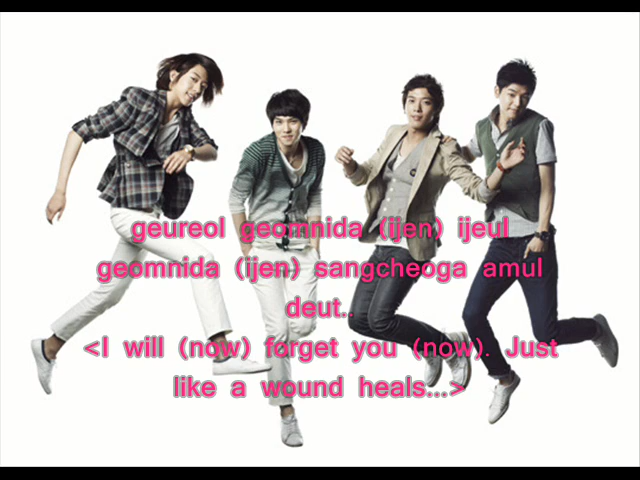 geureol geomnida (ijen) ijeul
geomnida (ijen) sangcheoga amul
deut..
<I will (now) forget you (now). Just
like a wound heals...>